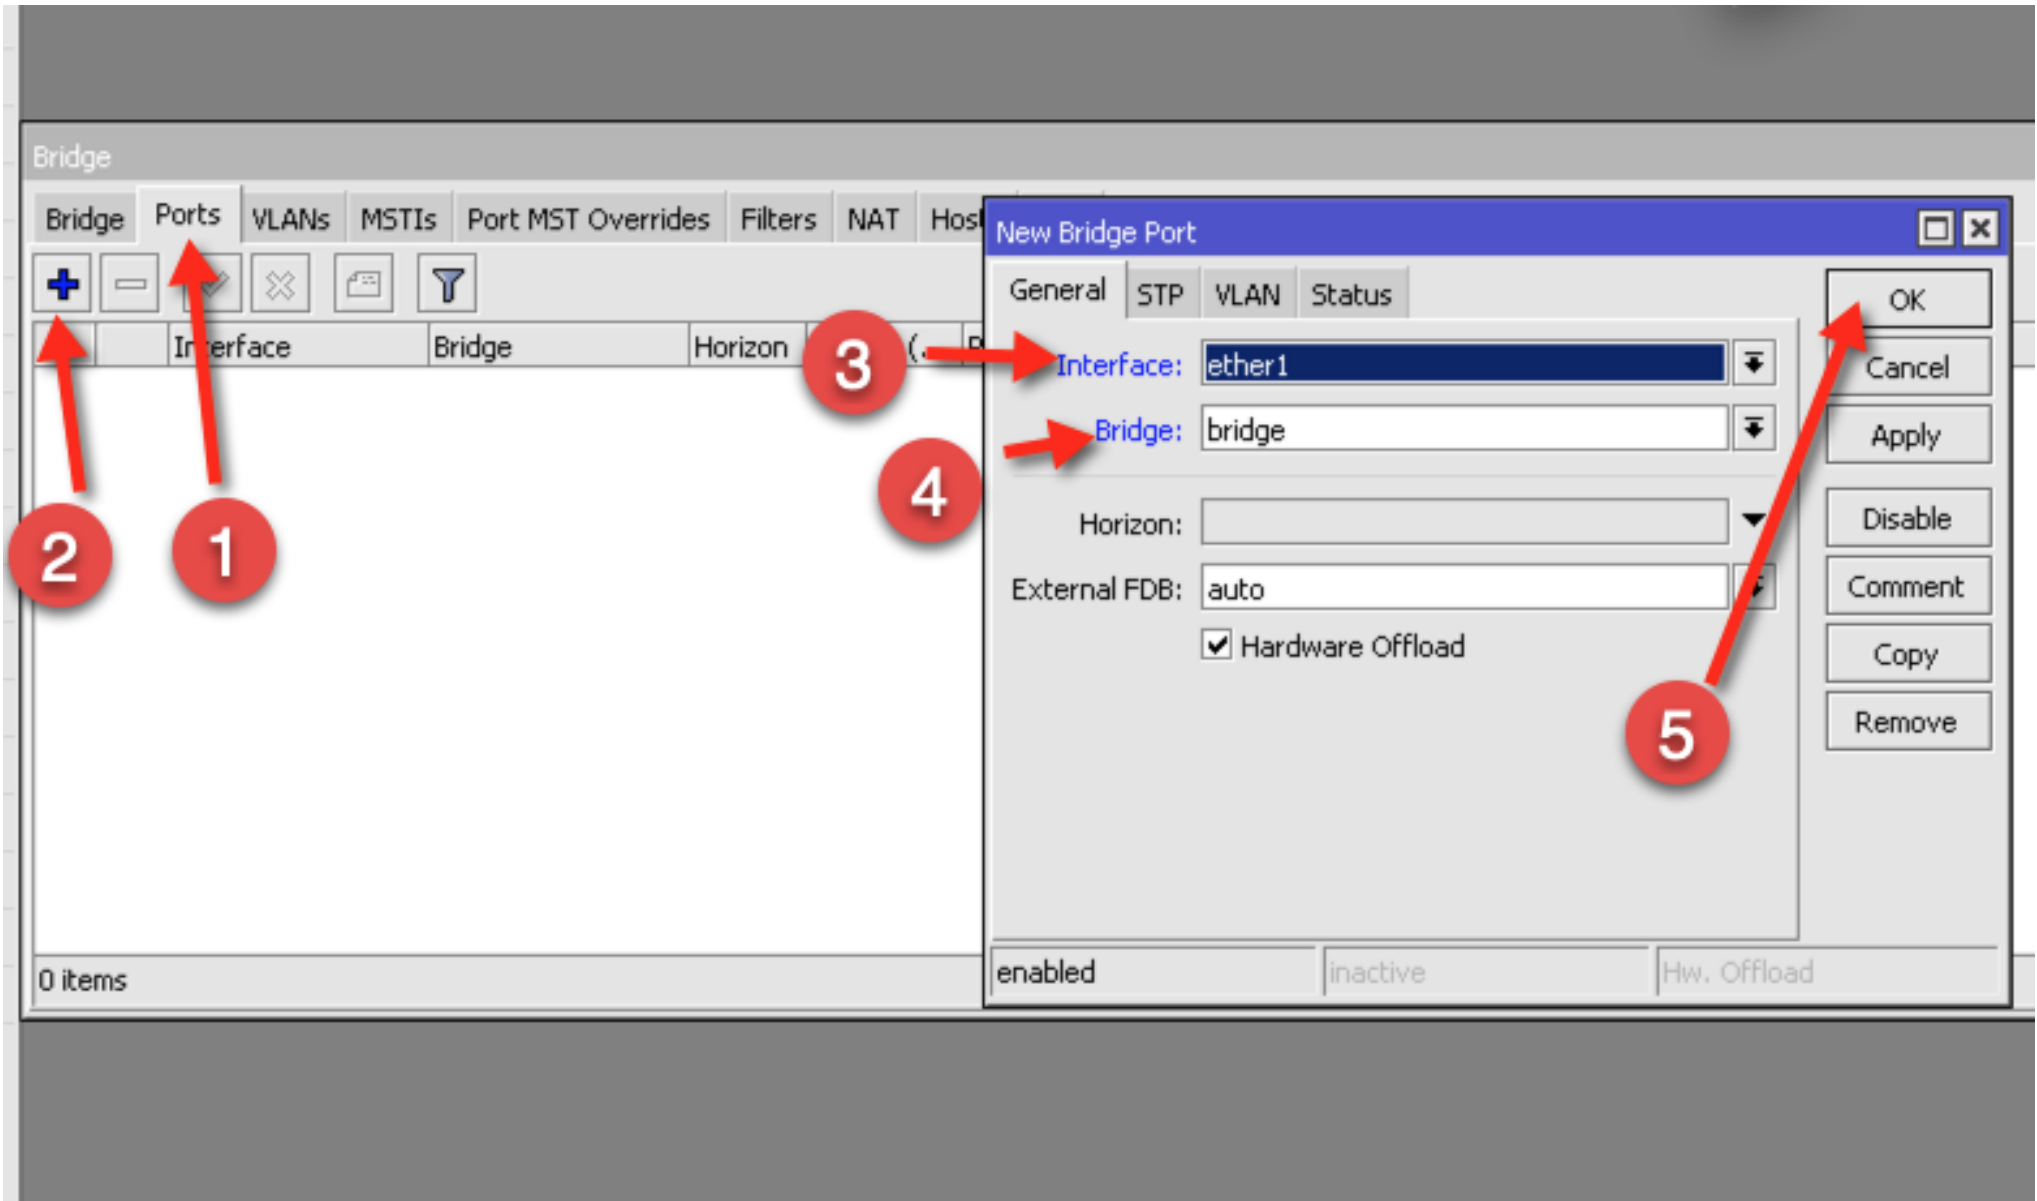 Bridge
Bridge Ports VLANs MSTIs Port MST Overrides Filters NAT
Interface Bridge Horizon
0 items
New Bridge Port
General STP VLAN Status
Interface: ether1
Bridge: bridge
Horizon:
External FDB: auto
Hardware Offload
OK
Cancel
Apply
Disable
Comment
Copy
Remove
enabled inactive Hw. Offload
1
2
3
4
5